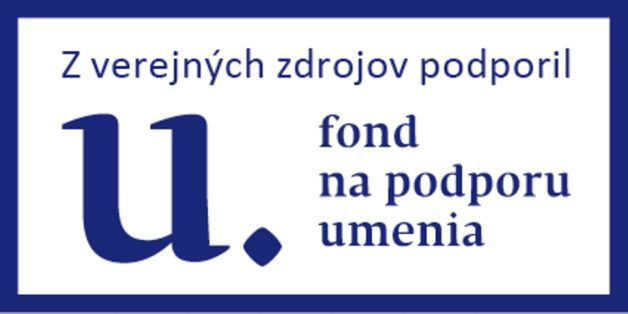 Z verejných zdrojov podporil
u.
fond
na podporu
umenia